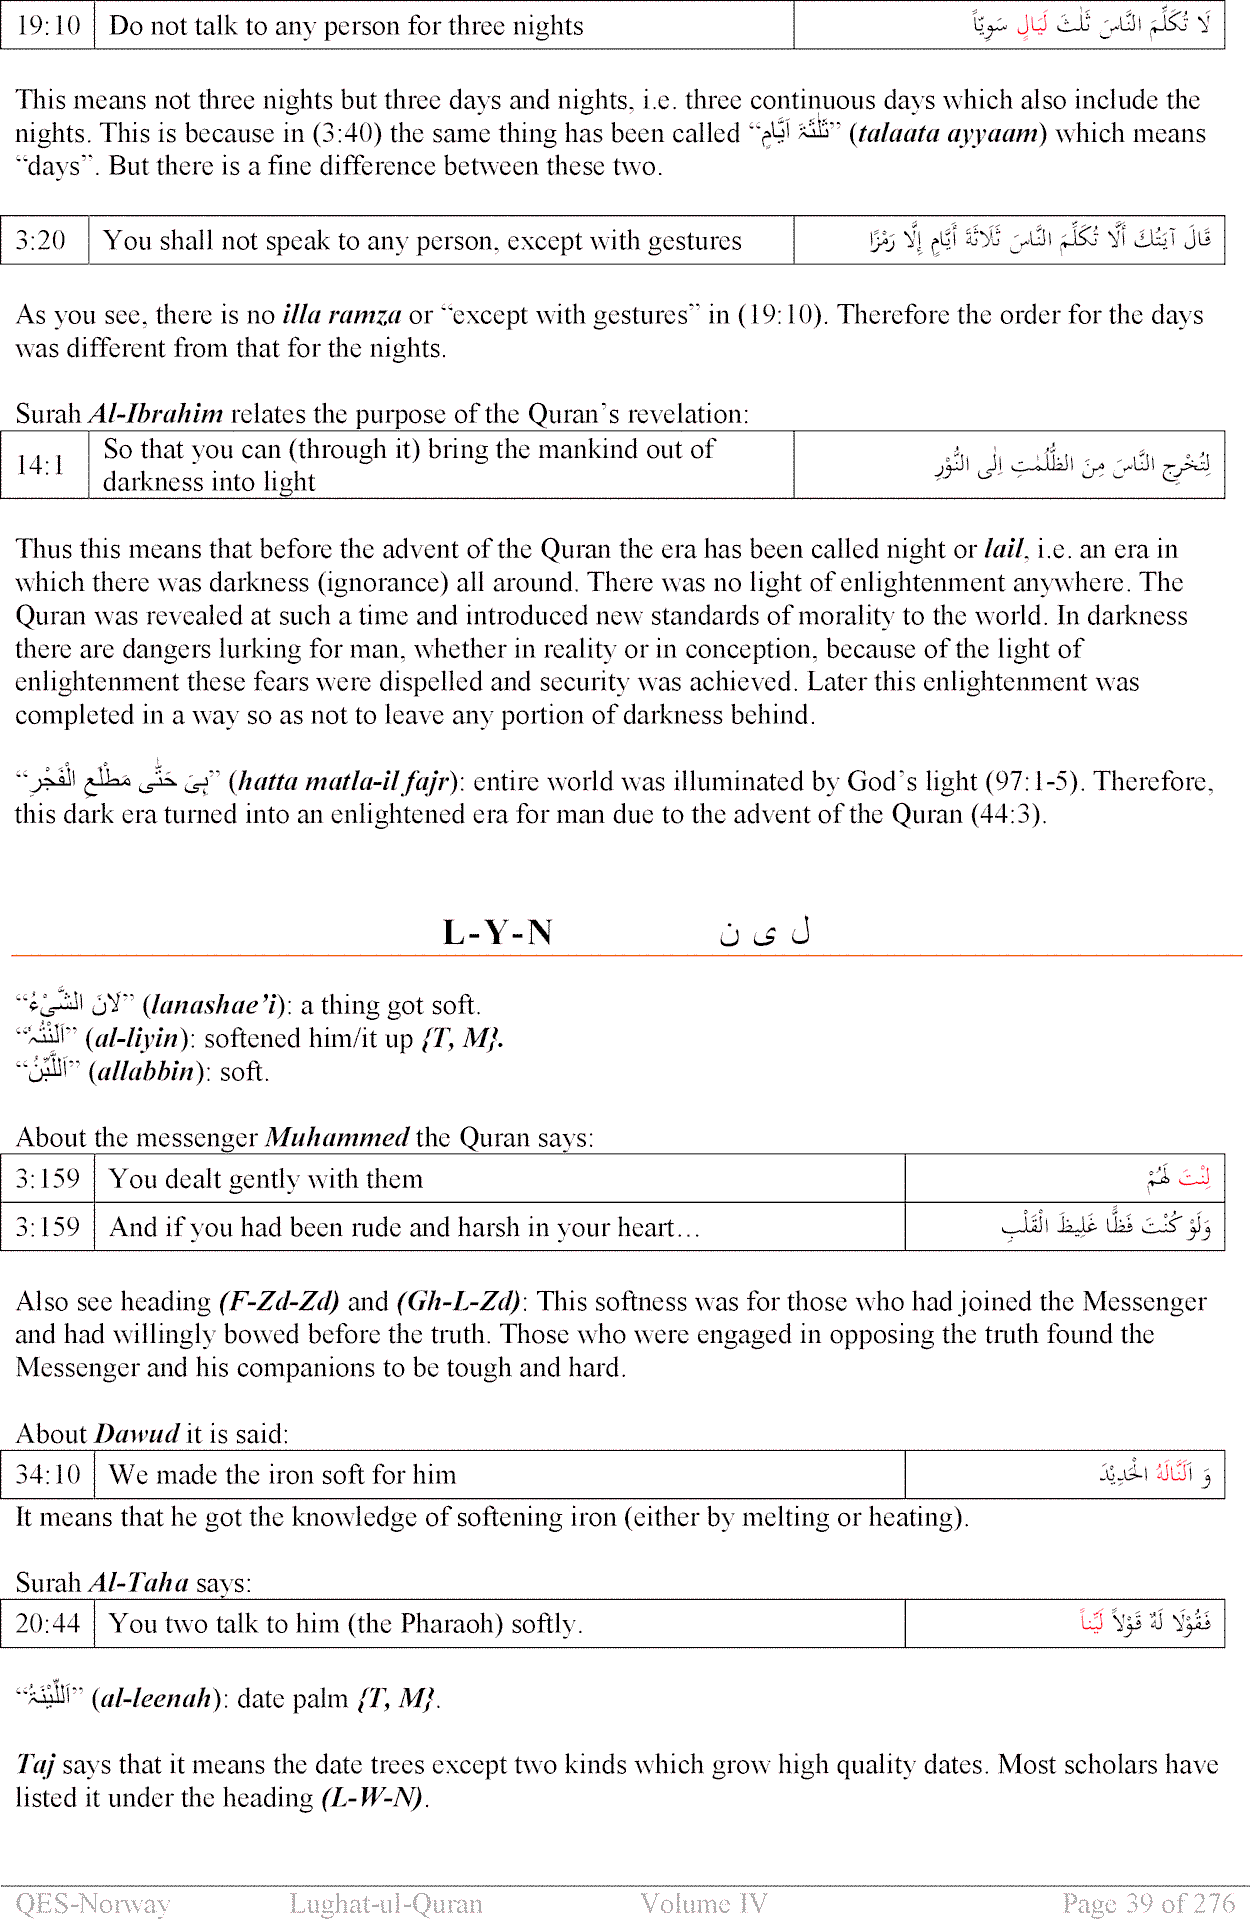 19:10 Do not talk to any person for three nights لَا تُكَلِّمَ النَّاسَ ثَلٰثَ لَيَالٍ سَوِيّاً
This means not three nights but three days and nights, i.e. three continuous days which also include the
nights. This is because in (3:40) the same thing has been called “ثَلٰثَۃَ اَیَّامٍ” (talaata ayyaam) which means
“days”. But there is a fine difference between these two.
3:20 You shall not speak to any person, except with gestures قَالَ آيَتُكَ أَلَّا تُكَلِّمَ النَّاسَ ثَلَاثَةَ أَيَّامٍ إِلَّا رَمْزًا
As you see, there is no illa ramza or “except with gestures” in (19:10). Therefore the order for the days
was different from that for the nights.
Surah Al-Ibrahim relates the purpose of the Quran’s revelation:
14:1 So that you can (through it) bring the mankind out of
darkness into light لِتُخْرِجَ النَّاسَ مِنَ الظُّلُمٰتِ اِلٰى النُّوْرِ
Thus this means that before the advent of the Quran the era has been called night or lail, i.e. an era in
which there was darkness (ignorance) all around. There was no light of enlightenment anywhere. The
Quran was revealed at such a time and introduced new standards of morality to the world. In darkness
there are dangers lurking for man, whether in reality or in conception, because of the light of
enlightenment these fears were dispelled and security was achieved. Later this enlightenment was
completed in a way so as not to leave any portion of darkness behind.
“ہِیَ حَتّٰی مَطْلَعِ الْفَجْرِ” (hatta matla-il fajr): entire world was illuminated by God’s light (97:1-5). Therefore,
this dark era turned into an enlightened era for man due to the advent of the Quran (44:3).
L-Y-N ل ی ن
“لَانَ الشَّیْءُ” (lanashae’i): a thing got soft.
“اَلَنْتُہٗ” (al-liyin): softened him/it up {T, M}.
“اَللَّیِّنُ” (allabbin): soft.
About the messenger Muhammed the Quran says:
3:159 You dealt gently with them لِنْتَ لَهُمْ
3:159 And if you had been rude and harsh in your heart… وَلَوْ كُنْتَ فَظًّا غَلِيظَ الْقَلْبِ
Also see heading (F-Zd-Zd) and (Gh-L-Zd): This softness was for those who had joined the Messenger
and had willingly bowed before the truth. Those who were engaged in opposing the truth found the
Messenger and his companions to be tough and hard.
About Dawud it is said:
34:10 We made the iron soft for him وَ اَلَنَّالَهُ الْحَدِيْدَ
It means that he got the knowledge of softening iron (either by melting or heating).
Surah Al-Taha says:
20:44 You two talk to him (the Pharaoh) softly. فَقُوْلَا لَهٗ قَوْلاً لَيِّناً
“اَللِّیْنَۃُ” (al-leenah): date palm {T, M}.
Taj says that it means the date trees except two kinds which grow high quality dates. Most scholars have
listed it under the heading (L-W-N).
QES-Norway Lughat-ul-Quran Volume IV Page 39 of 276